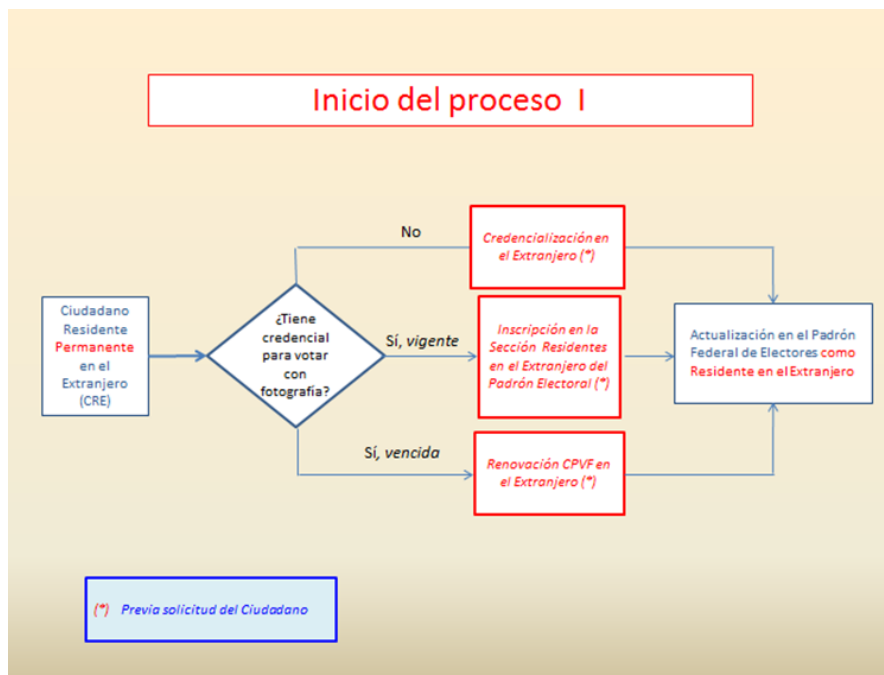 Inicio del proceso I
No
Credencialización en
el Extranjero (*)
Ciudadano
Residente
Permanente
en el
Extranjero
(CRE)
¿Tiene
credencial
para votar
con
fotografía?
Sí, vigente
Inscripción en la
Sección Residentes
en el Extranjero del
Padrón Electoral (*)
Actualización en el Padrón
Federal de Electores como
Residente en el Extranjero
Sí, vencida
Renovación CPVF en
el Extranjero (*)
(*) Previa solicitud del Ciudadano